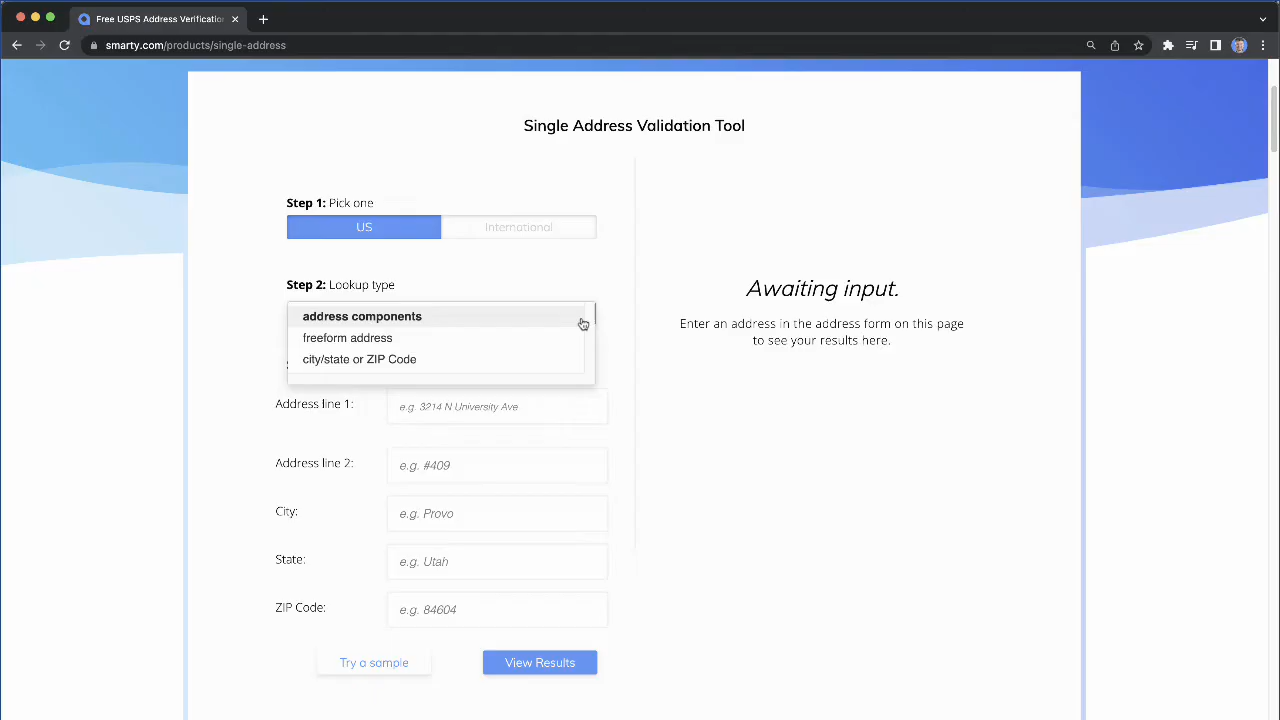 Free USPS Address Verification
smarty.com/products/single-address
Single Address Validation Tool
Step 1: Pick one
US
International
Step 2: Lookup type
address components
freeform address
city/state or ZIP Code
Address line 1:
e.g. 3214 N University Ave
Address line 2:
e.g. #409
City:
e.g. Provo
State:
e.g. Utah
ZIP Code:
e.g. 84604
Try a sample
View Results
Awaiting input.
Enter an address in the address form on this page
to see your results here.